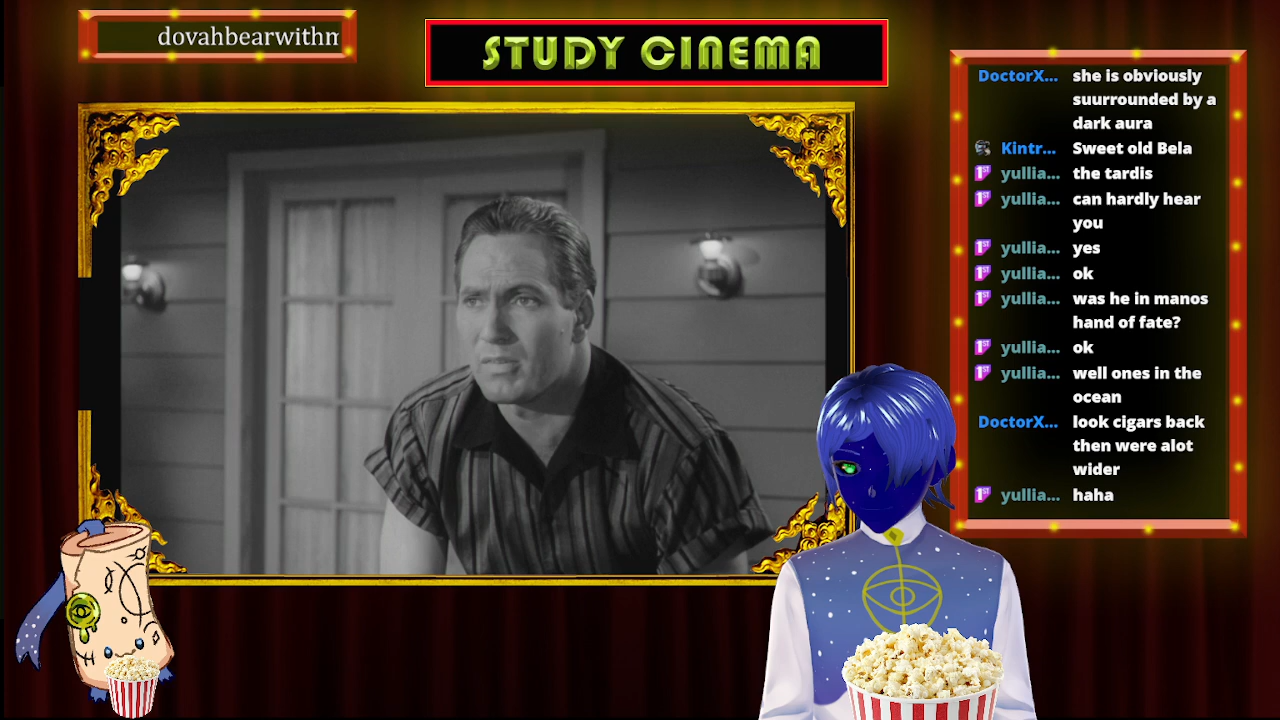 dovahbearwithm
STUDY CINEMA
DoctorX... she is obviously
suurrounded by a
dark aura
Kintr... Sweet old Bela
yullia... the tardis
yullia... can hardly hear
you
yullia... yes
yullia... ok
yullia... was he in manos
hand of fate?
yullia... ok
yullia... well ones in the
ocean
DoctorX... look cigars back
then were alot
wider
yullia... haha